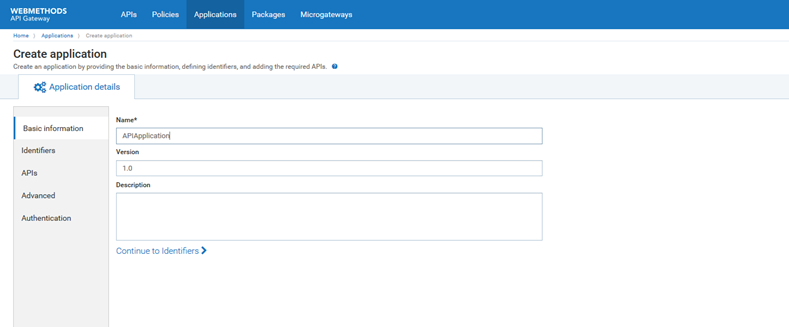 WEBMETHODS
API Gateway
APIs Policies Applications Packages Microgateways
Home | Applications | Create application
Create application
Create an application by providing the basic information, defining identifiers, and adding the required APIs. ?
Application details
Basic information
Identifiers
APIs
Advanced
Authentication
Name*
APIApplication
Version
1.0
Description
Continue to Identifiers